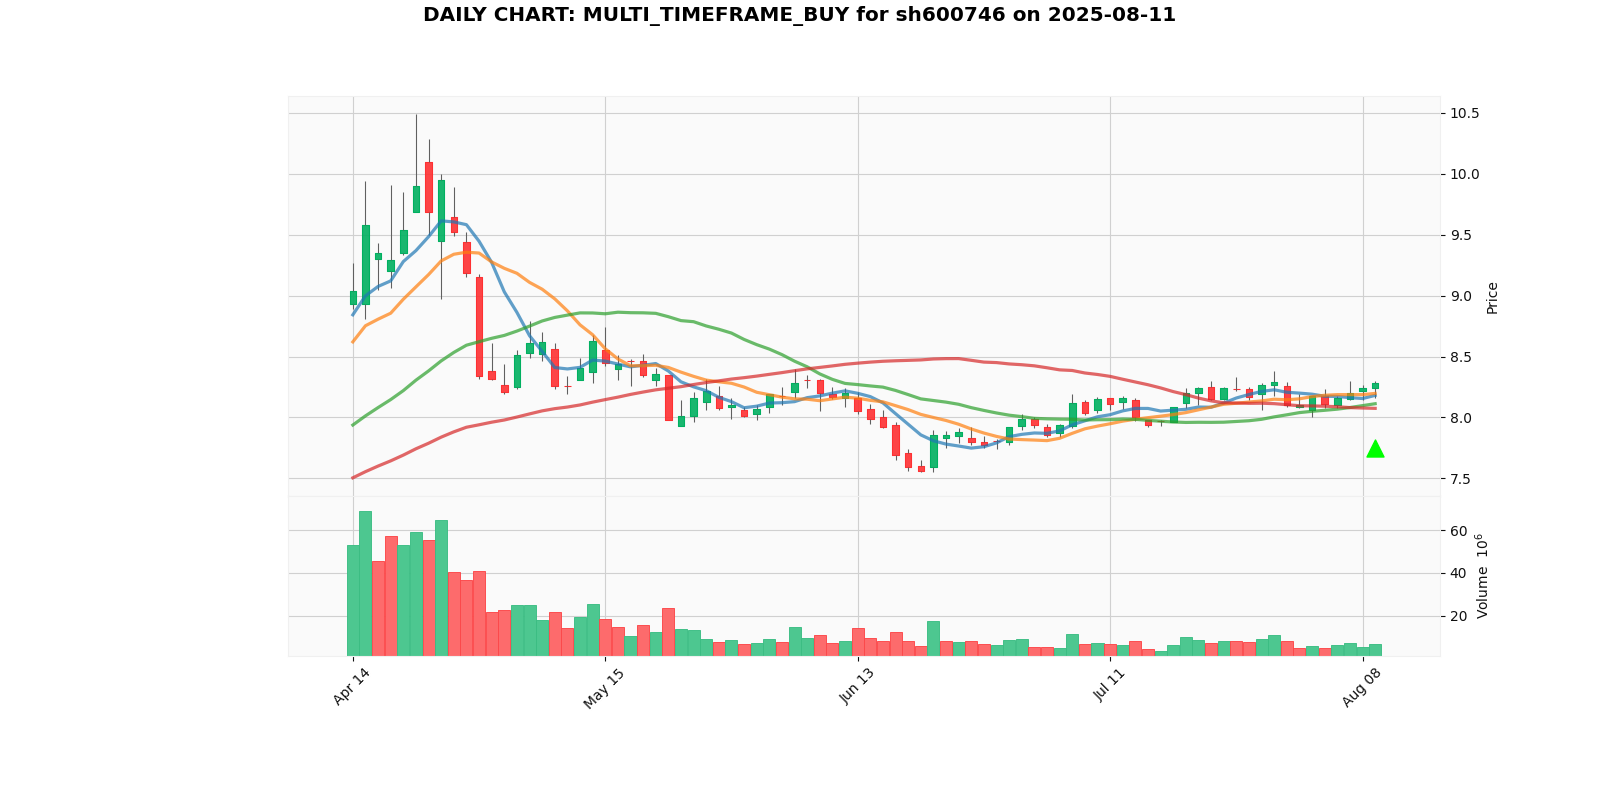 DAILY CHART: MULTI_TIMEFRAME_BUY for sh600746 on 2025-08-11
10.5
10.0
9.5
9.0
8.5
8.0
7.5
Price
60
40
20
Volume 10^6
Apr 14
May 15
Jun 13
Jul 11
Aug 08